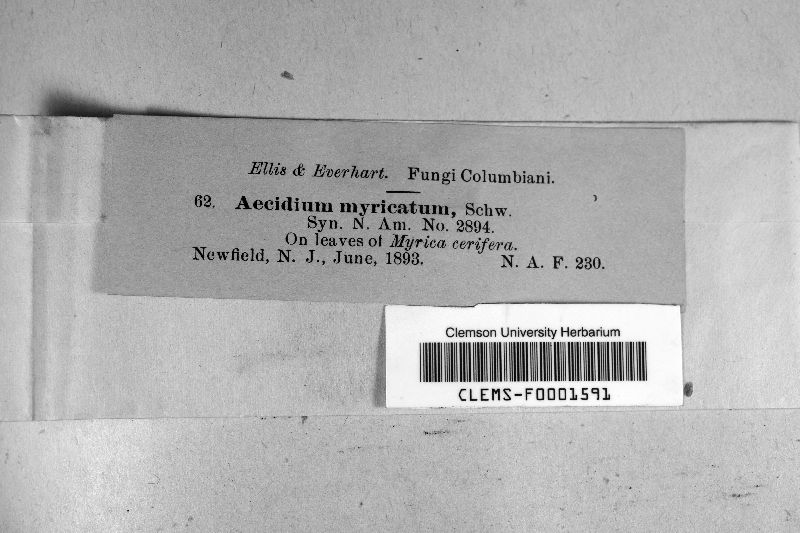 Ellis & Everhart. Fungi Columbiani.
62. Aecidium myricatum, Schw.
Syn. N. Am. No. 2894.
On leaves of Myrica cerifera.
Newfield, N. J., June, 1893. N. A. F. 230.
Clemson University Herbarium
CLEMS-F0001591